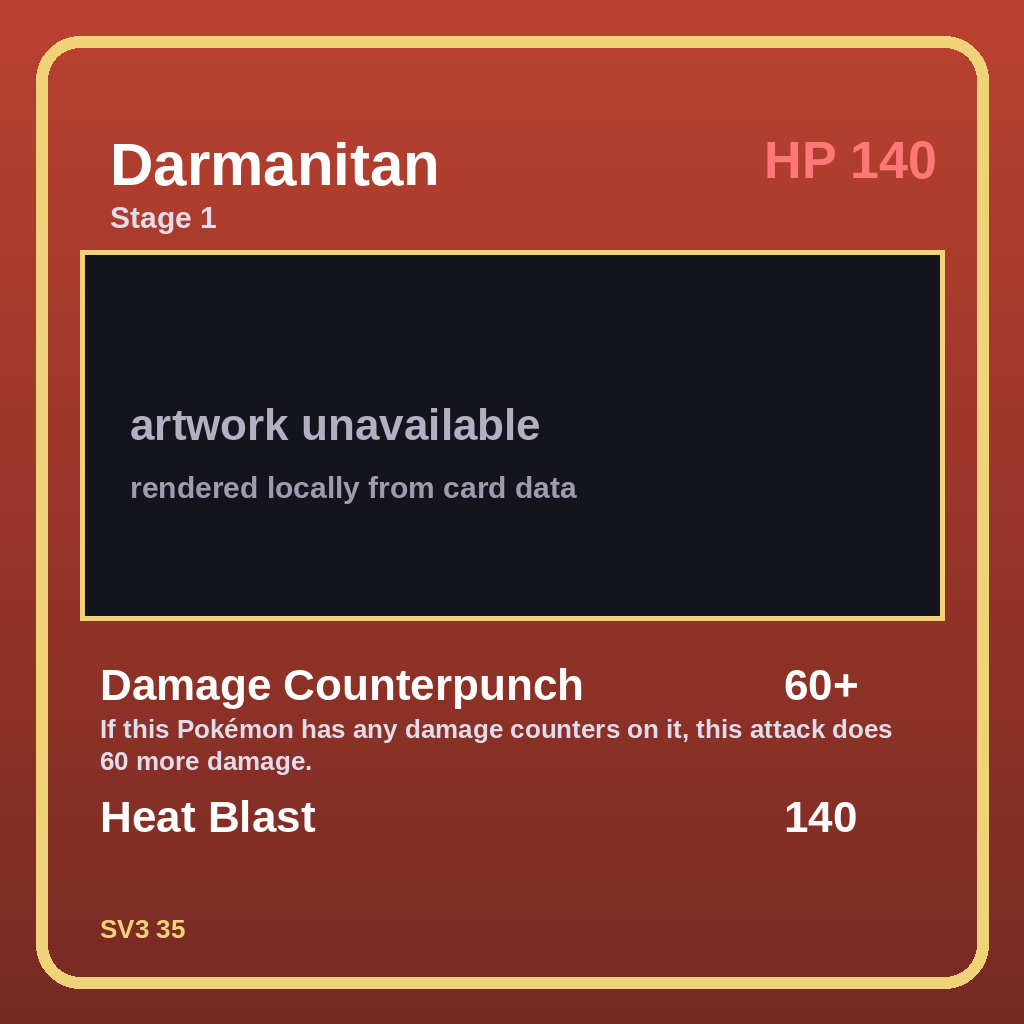 Darmanitan
HP 140
Stage 1
artwork unavailable
rendered locally from card data
Damage Counterpunch 60+
If this Pokémon has any damage counters on it, this attack does
60 more damage.
Heat Blast 140
SV3 35